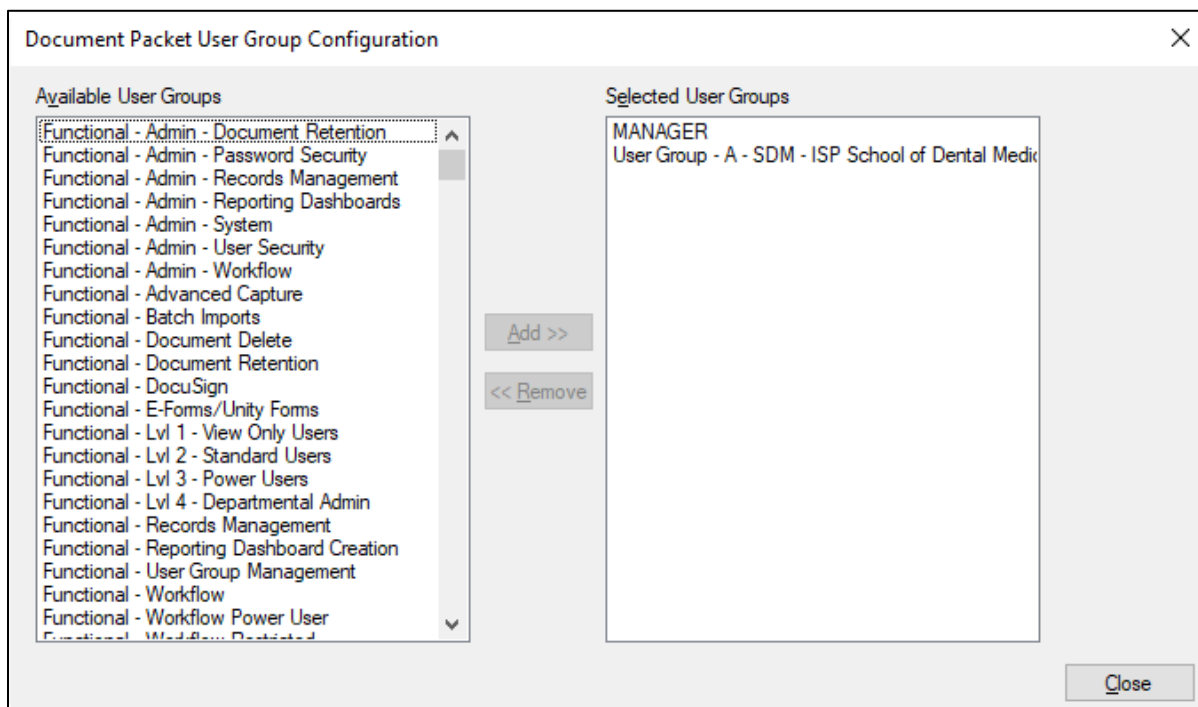 Document Packet User Group Configuration
Available User Groups
Functional - Admin - Document Retention
Functional - Admin - Password Security
Functional - Admin - Records Management
Functional - Admin - Reporting Dashboards
Functional - Admin - System
Functional - Admin - User Security
Functional - Admin - Workflow
Functional - Advanced Capture
Functional - Batch Imports
Functional - Document Delete
Functional - Document Retention
Functional - DocuSign
Functional - E-Forms/Unity Forms
Functional - Lvl 1 - View Only Users
Functional - Lvl 2 - Standard Users
Functional - Lvl 3 - Power Users
Functional - Lvl 4 - Departmental Admin
Functional - Records Management
Functional - Reporting Dashboard Creation
Functional - User Group Management
Functional - Workflow
Functional - Workflow Power User
Functional - Workflow Restricted
Add >>
<< Remove
Selected User Groups
MANAGER
User Group - A - SDM - ISP School of Dental Medic
Close